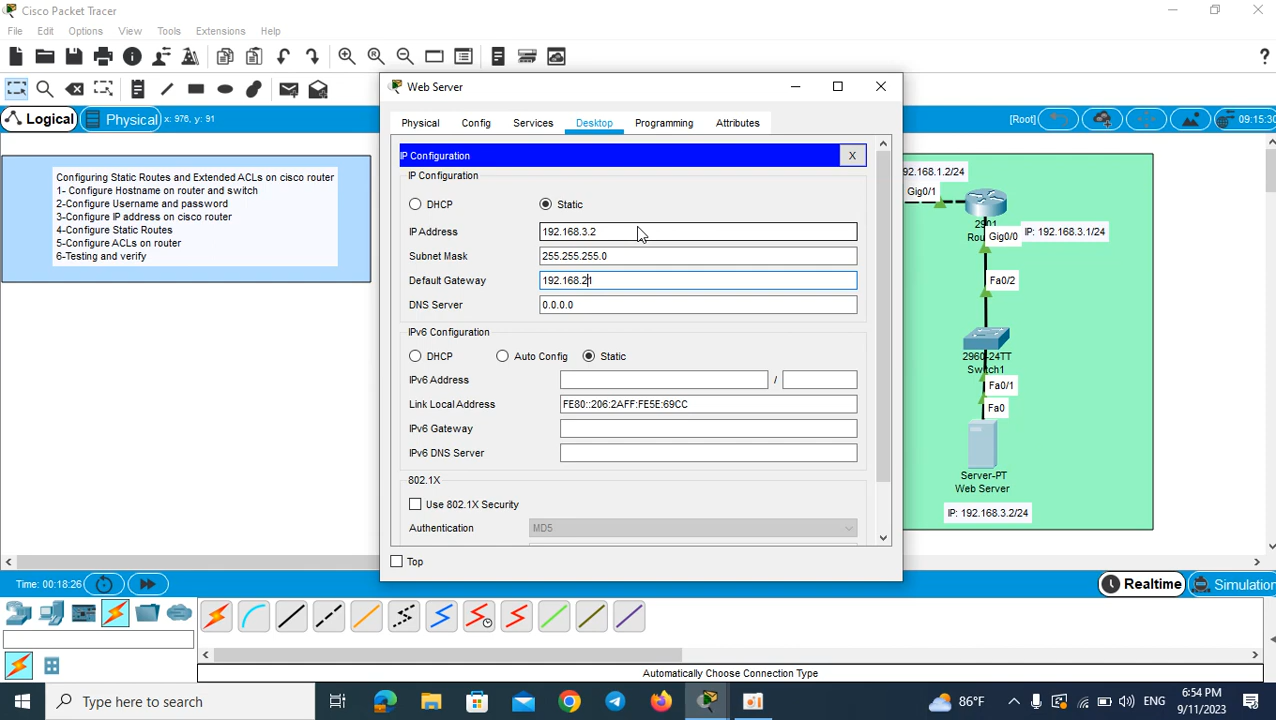 Cisco Packet Tracer
File Edit Options View Tools Extensions Help
?
Logical Physical x: 976, y: 91
[Root] 09:15:30
Configuring Static Routes and Extended ACLs on cisco router
1- Configure Hostname on router and switch
2-Configure Username and password
3-Configure IP address on cisco router
4-Configure Static Routes
5-Configure ACLs on router
6-Testing and verify
Web Server
Physical Config Services Desktop Programming Attributes
IP Configuration X
IP Configuration
DHCP Static
IP Address 192.168.3.2
Subnet Mask 255.255.255.0
Default Gateway 192.168.21
DNS Server 0.0.0.0
IPv6 Configuration
DHCP Auto Config Static
IPv6 Address /
Link Local Address FE80::206:2AFF:FE5E:69CC
IPv6 Gateway
IPv6 DNS Server
802.1X
Use 802.1X Security
Authentication MD5
Top
92.168.1.2/24
Gig0/1
2901
Rou
Gig0/0 IP: 192.168.3.1/24
Fa0/2
2960-24TT
Switch1
Fa0/1
Fa0
Server-PT
Web Server
IP: 192.168.3.2/24
Time: 00:18:26
Realtime Simulation
Automatically Choose Connection Type
Type here to search
86°F
ENG
6:54 PM
9/11/2023